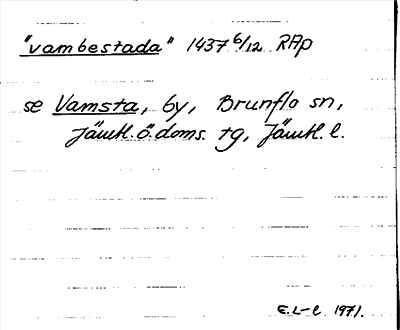 "vambestada" 1437 6/12 RAp
se Vamsta, by, Brunflo sn,
Jämtl. ö. doms. tg, Jämtl. l.
E.L-l 1971.